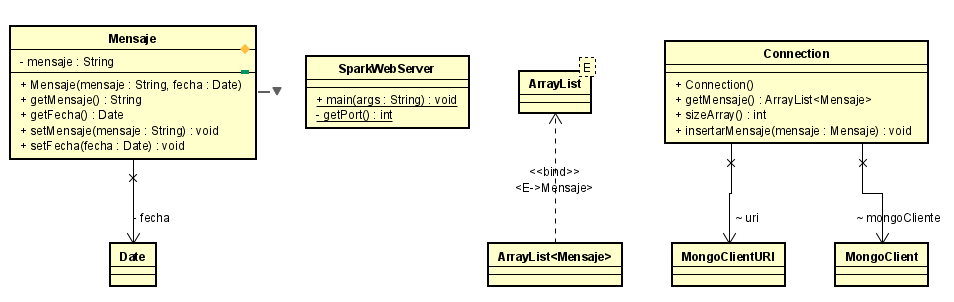 Mensaje
- mensaje : String
+ Mensaje(mensaje : String, fecha : Date)
+ getMensaje() : String
+ getFecha() : Date
+ setMensaje(mensaje : String) : void
+ setFecha(fecha : Date) : void
- fecha
Date
SparkWebServer
+ main(args : String) : void
- getPort() : int
E
ArrayList
<<bind>>
<E->Mensaje>
ArrayList<Mensaje>
Connection
+ Connection()
+ getMensaje() : ArrayList<Mensaje>
+ sizeArray() : int
+ insertarMensaje(mensaje : Mensaje) : void
~ uri
~ mongoCliente
MongoClientURI
MongoClient